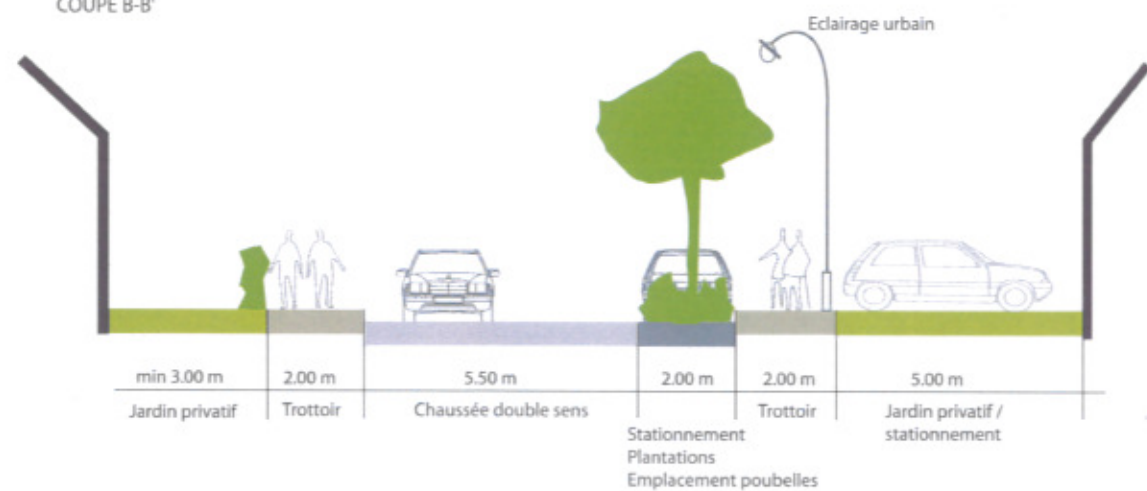 COUPE B-B'
Eclairage urbain
min 3.00 m
2.00 m
5.50 m
2.00 m
2.00 m
5.00 m
Jardin privatif
Trottoir
Chaussée double sens
Stationnement
Plantations
Emplacement poubelles
Trottoir
Jardin privatif /
stationnement